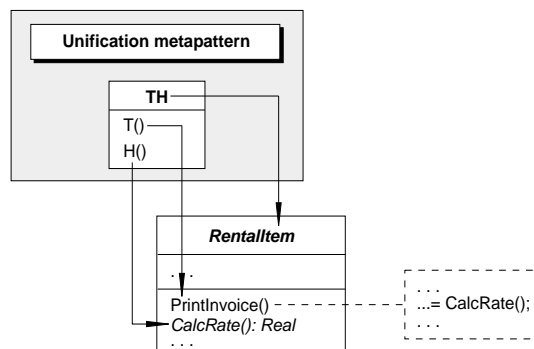 Unification metapattern
TH
T()
H()
RentalItem
. . .
PrintInvoice()
CalcRate(): Real
. . .
. . .
...= CalcRate();
. . .